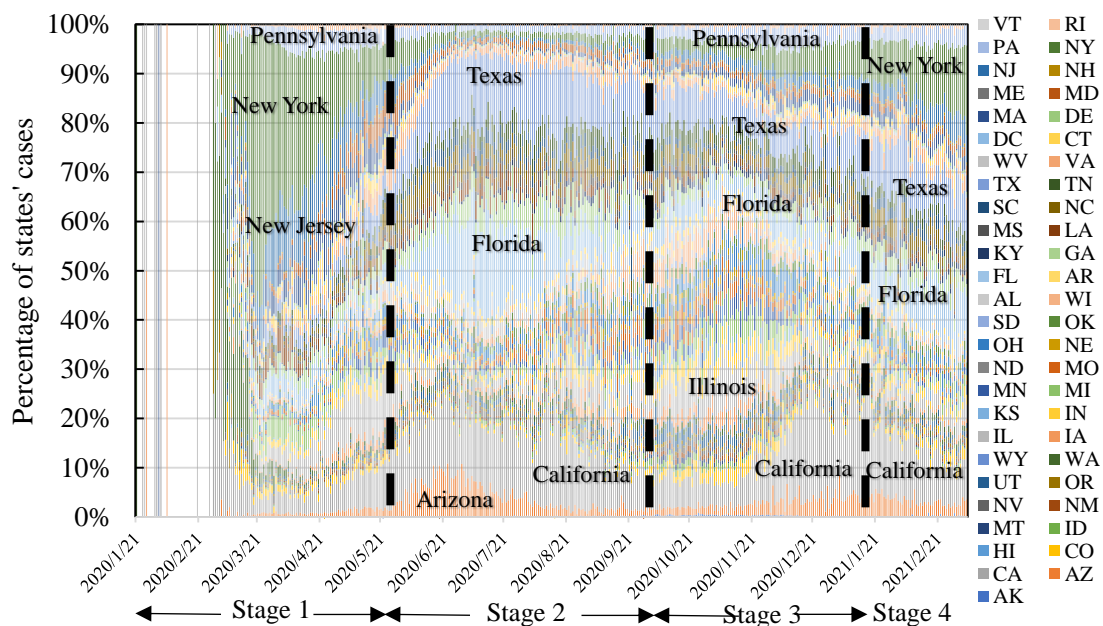 Percentage of states' cases
100%
90%
80%
70%
60%
50%
40%
30%
20%
10%
0%
Pennsylvania
New York
New Jersey
Texas
Florida
Arizona
California
Pennsylvania
Texas
Florida
Illinois
California
New York
Texas
Florida
California
2020/1/21
2020/2/21
2020/3/21
2020/4/21
2020/5/21
2020/6/21
2020/7/21
2020/8/21
2020/9/21
2020/10/21
2020/11/21
2020/12/21
2021/1/21
2021/2/21
Stage 1
Stage 2
Stage 3
Stage 4
VT RI
PA NY
NJ NH
ME MD
MA DE
DC CT
WV VA
TX TN
SC NC
MS LA
KY GA
FL AR
AL WI
SD OK
OH NE
ND MO
MN MI
KS IN
IL IA
WY WA
UT OR
NV NM
MT ID
HI CO
CA AZ
AK